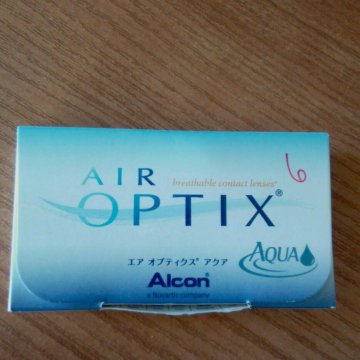 AIR
breathable contact lenses*
OPTIX®
6
AQUA
エア オプティクス® アクア
Alcon®
a Novartis company